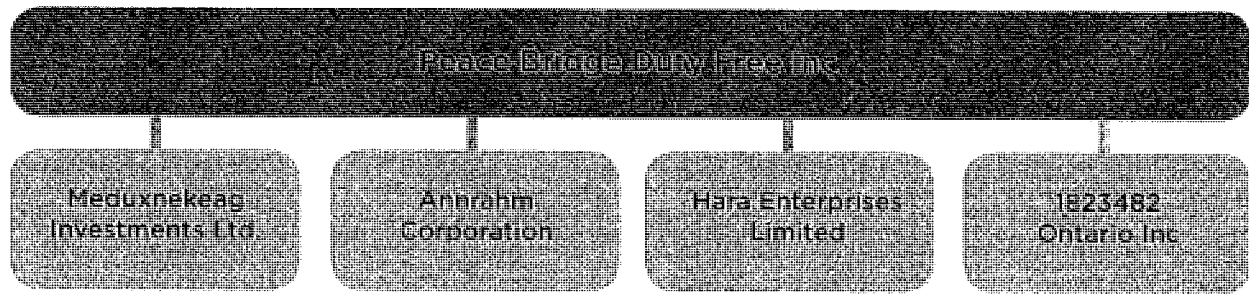 Peace Bridge Duty Free Inc
Meduxnekeag
Investments Ltd.
Annrahm
Corporation
Hara Enterprises
Limited
1823482
Ontario Inc